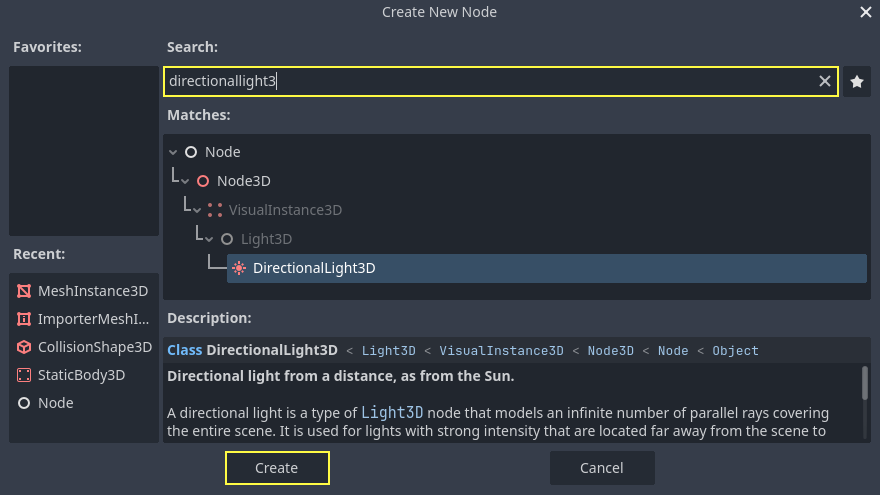 Create New Node
Favorites:
Search:
directionallight3
Matches:
Node
Node3D
VisualInstance3D
Light3D
DirectionalLight3D
Recent:
MeshInstance3D
ImporterMeshI...
CollisionShape3D
StaticBody3D
Node
Description:
Class DirectionalLight3D < Light3D < VisualInstance3D < Node3D < Node < Object
Directional light from a distance, as from the Sun.
A directional light is a type of Light3D node that models an infinite number of parallel rays covering
the entire scene. It is used for lights with strong intensity that are located far away from the scene to
Create
Cancel